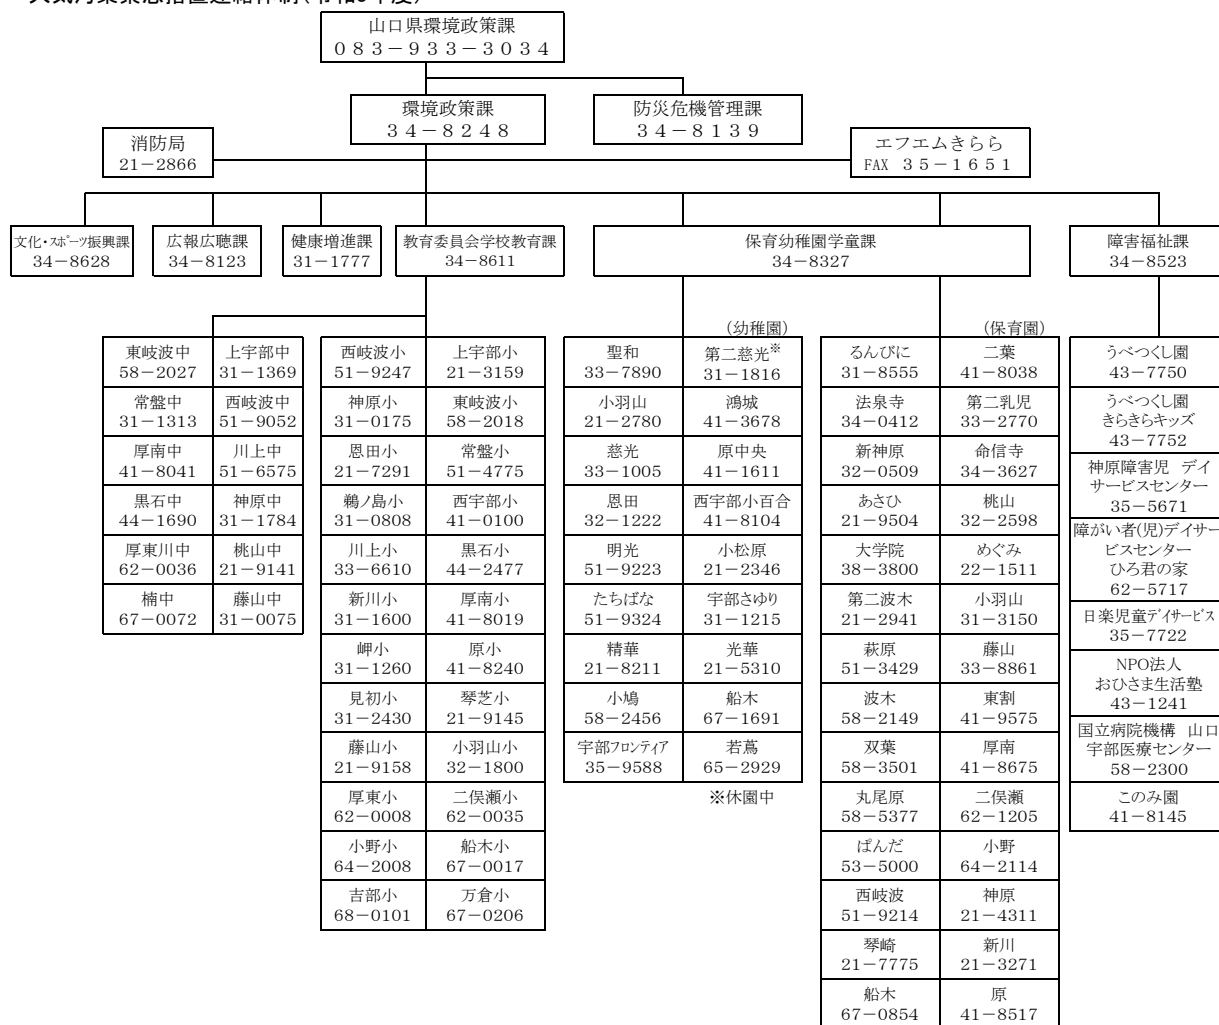 山口県環境政策課
083－933－3034
環境政策課
34－8248
防災危機管理課
34－8139
消防局
21－2866
エフエムきらら
FAX 35－1651
文化・スポーツ振興課
34－8628
広報広聴課
34－8123
健康増進課
31－1777
教育委員会学校教育課
34－8611
保育幼稚園学童課
34－8327
障害福祉課
34－8523
東岐波中
58－2027
上宇部中
31－1369
常盤中
31－1313
西岐波中
51－9052
厚南中
41－8041
川上中
51－6575
黒石中
44－1690
神原中
31－1784
厚東川中
62－0036
桃山中
21－9141
楠中
67－0072
藤山中
31－0075
西岐波小
51－9247
上宇部小
21－3159
神原小
31－0175
東岐波小
58－2018
恩田小
21－7291
常盤小
51－4775
鵜ノ島小
31－0808
西宇部小
41－0100
川上小
33－6610
黒石小
44－2477
新川小
31－1600
厚南小
41－8019
岬小
31－1260
原小
41－8240
見初小
31－2430
琴芝小
21－9145
藤山小
21－9158
小羽山小
32－1800
厚東小
62－0008
二俣瀬小
62－0035
小野小
64－2008
船木小
67－0017
吉部小
68－0101
万倉小
67－0206
(幼稚園)
聖和
33－7890
第二慈光※
31－1816
小羽山
21－2780
鴻城
41－3678
慈光
33－1005
原中央
41－1611
恩田
32－1222
西宇部小百合
41－8104
明光
51－9223
小松原
21－2346
たちばな
51－9324
宇部さゆり
31－1215
精華
21－8211
光華
21－5310
小鳩
58－2456
船木
67－1691
宇部フロンティア
35－9588
若蔦
65－2929
※休園中
(保育園)
るんびに
31－8555
二葉
41－8038
法泉寺
34－0412
第二乳児
33－2770
新神原
32－0509
命信寺
34－3627
あさひ
21－9504
桃山
32－2598
大学院
38－3800
めぐみ
22－1511
第二波木
21－2941
小羽山
31－3150
萩原
51－3429
藤山
33－8861
波木
58－2149
東割
41－9575
双葉
58－3501
厚南
41－8675
丸尾原
58－5377
二俣瀬
62－1205
ぱんだ
53－5000
小野
64－2114
西岐波
51－9214
神原
21－4311
琴崎
21－7775
新川
21－3271
船木
67－0854
原
41－8517
うべつくし園
43－7750
うべつくし園
きらきらキッズ
43－7752
神原障害児 デイ
サービスセンター
35－5671
障がい者(児)デイサー
ビスセンター
ひろ君の家
62－5717
日楽児童デイサービス
35－7722
NPO法人
おひさま生活塾
43－1241
国立病院機構 山口
宇部医療センター
58－2300
このみ園
41－8145